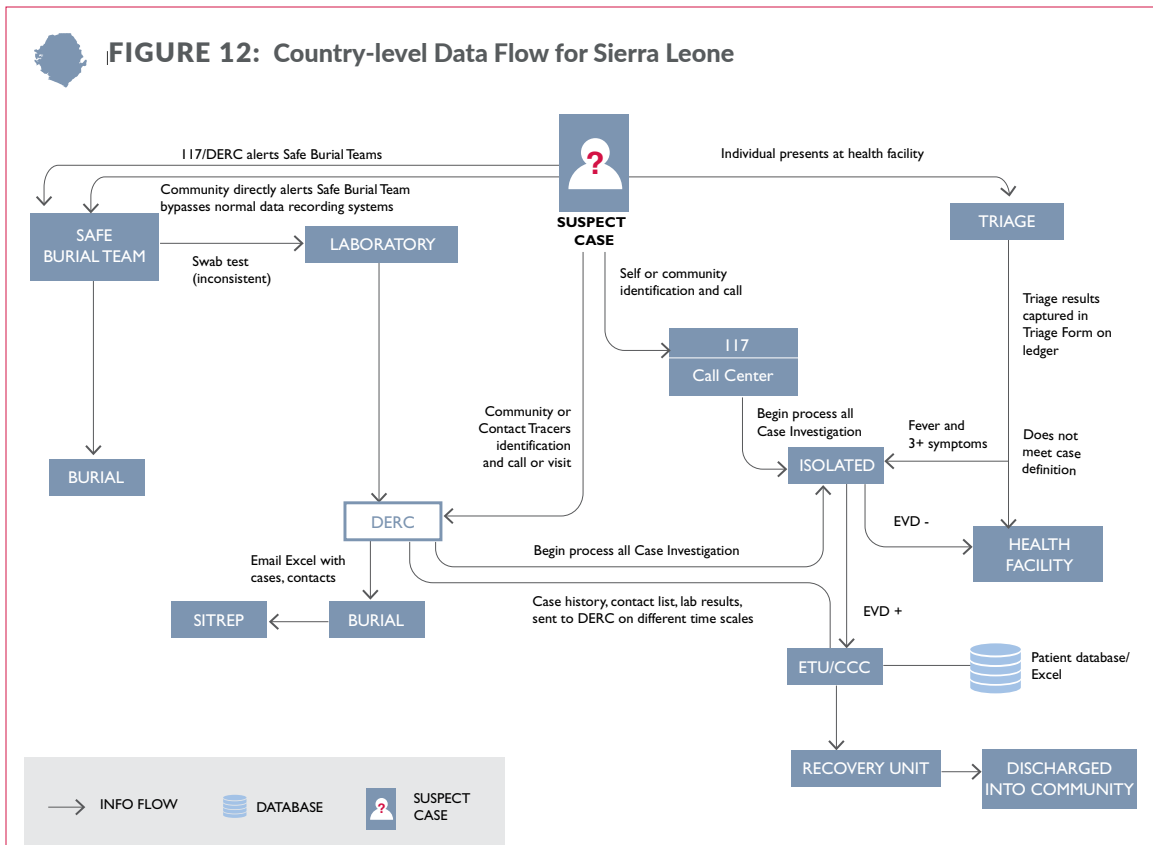 FIGURE 12: Country-level Data Flow for Sierra Leone
117/DERC alerts Safe Burial Teams
Individual presents at health facility
Community directly alerts Safe Burial Team
bypasses normal data recording systems
?
SUSPECT
CASE
SAFE
BURIAL TEAM
LABORATORY
TRIAGE
Swab test
(inconsistent)
Self or community
identification and call
Triage results
captured in
Triage Form on
ledger
117
Call Center
Community or
Contact Tracers
identification
and call or visit
Begin process all
Case Investigation
Fever and
3+ symptoms
Does not
meet case
definition
BURIAL
ISOLATED
DERC
EVD -
HEALTH
FACILITY
Begin process all Case Investigation
Email Excel with
cases, contacts
Case history, contact list, lab results,
sent to DERC on different time scales
EVD +
SITREP
BURIAL
ETU/CCC
Patient database/
Excel
RECOVERY UNIT
DISCHARGED
INTO COMMUNITY
INFO FLOW
DATABASE
?
SUSPECT
CASE